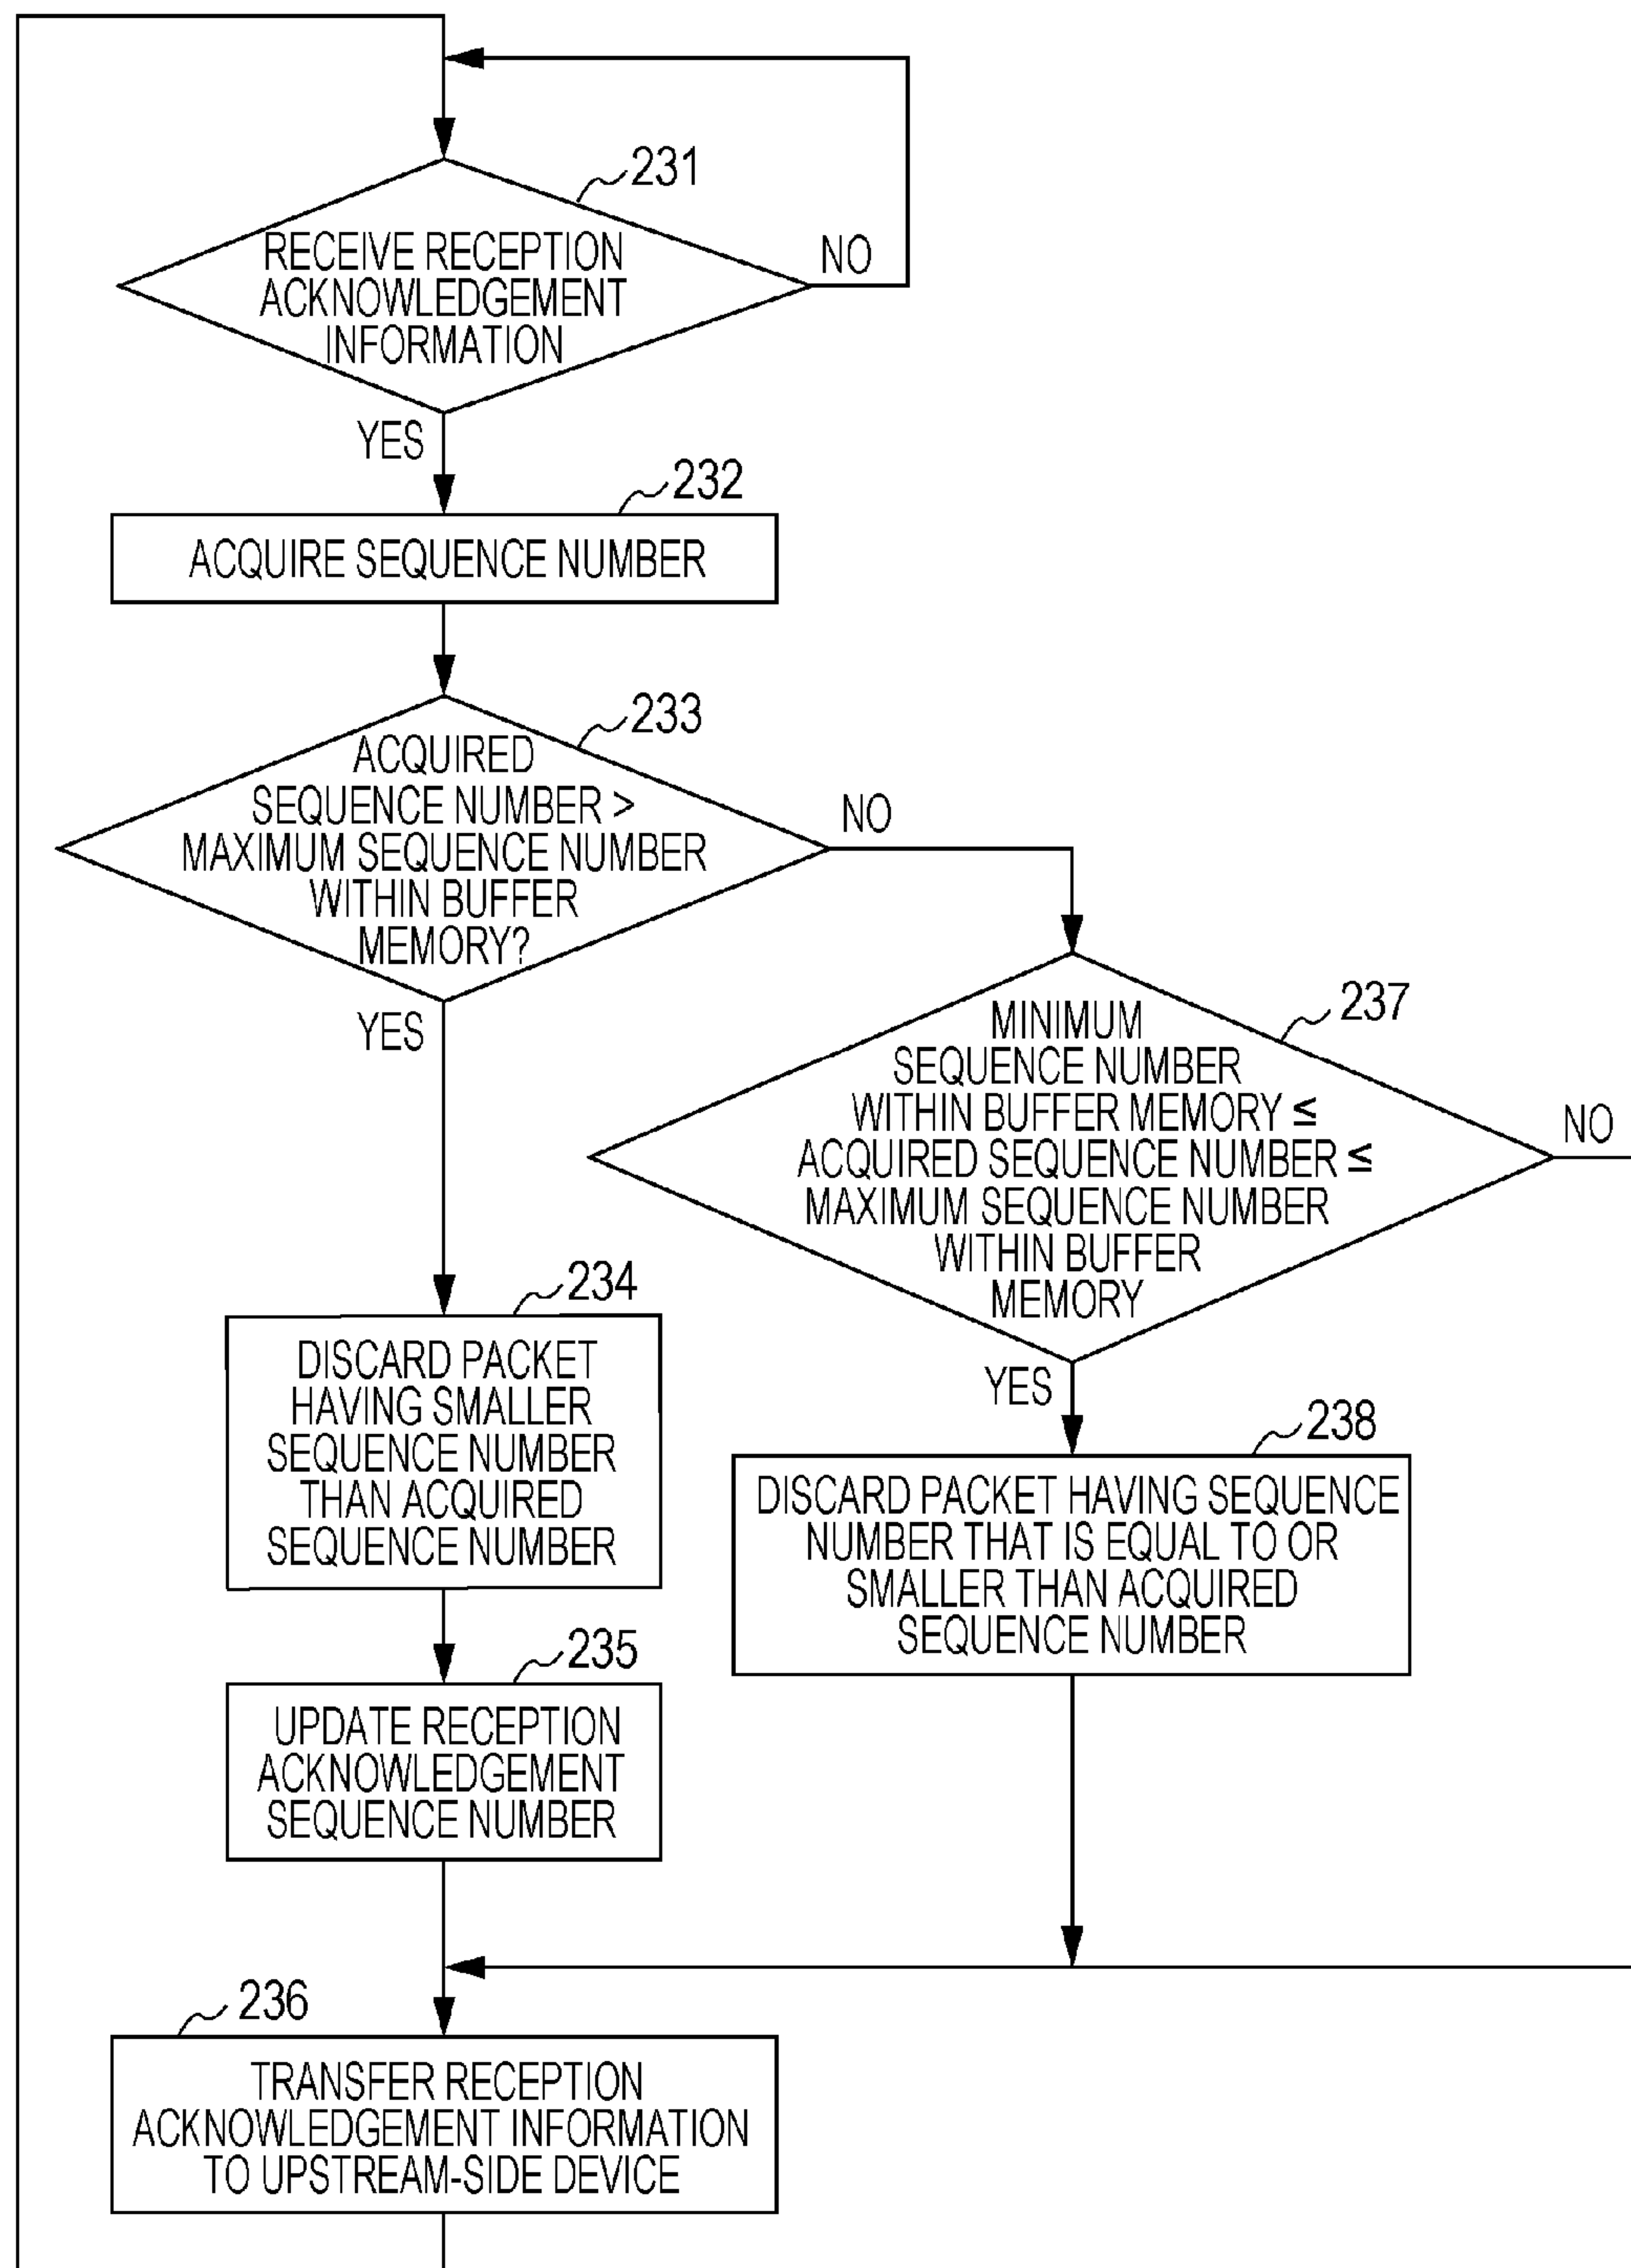 231
RECEIVE RECEPTION
ACKNOWLEDGEMENT
INFORMATION
NO
YES
232
ACQUIRE SEQUENCE NUMBER
233
ACQUIRED
SEQUENCE NUMBER >
MAXIMUM SEQUENCE NUMBER
WITHIN BUFFER
MEMORY?
NO
YES
237
MINIMUM
SEQUENCE NUMBER
WITHIN BUFFER MEMORY ≤
ACQUIRED SEQUENCE NUMBER ≤
MAXIMUM SEQUENCE NUMBER
WITHIN BUFFER
MEMORY
NO
YES
234
DISCARD PACKET
HAVING SMALLER
SEQUENCE NUMBER
THAN ACQUIRED
SEQUENCE NUMBER
238
DISCARD PACKET HAVING SEQUENCE
NUMBER THAT IS EQUAL TO OR
SMALLER THAN ACQUIRED
SEQUENCE NUMBER
235
UPDATE RECEPTION
ACKNOWLEDGEMENT
SEQUENCE NUMBER
236
TRANSFER RECEPTION
ACKNOWLEDGEMENT INFORMATION
TO UPSTREAM-SIDE DEVICE